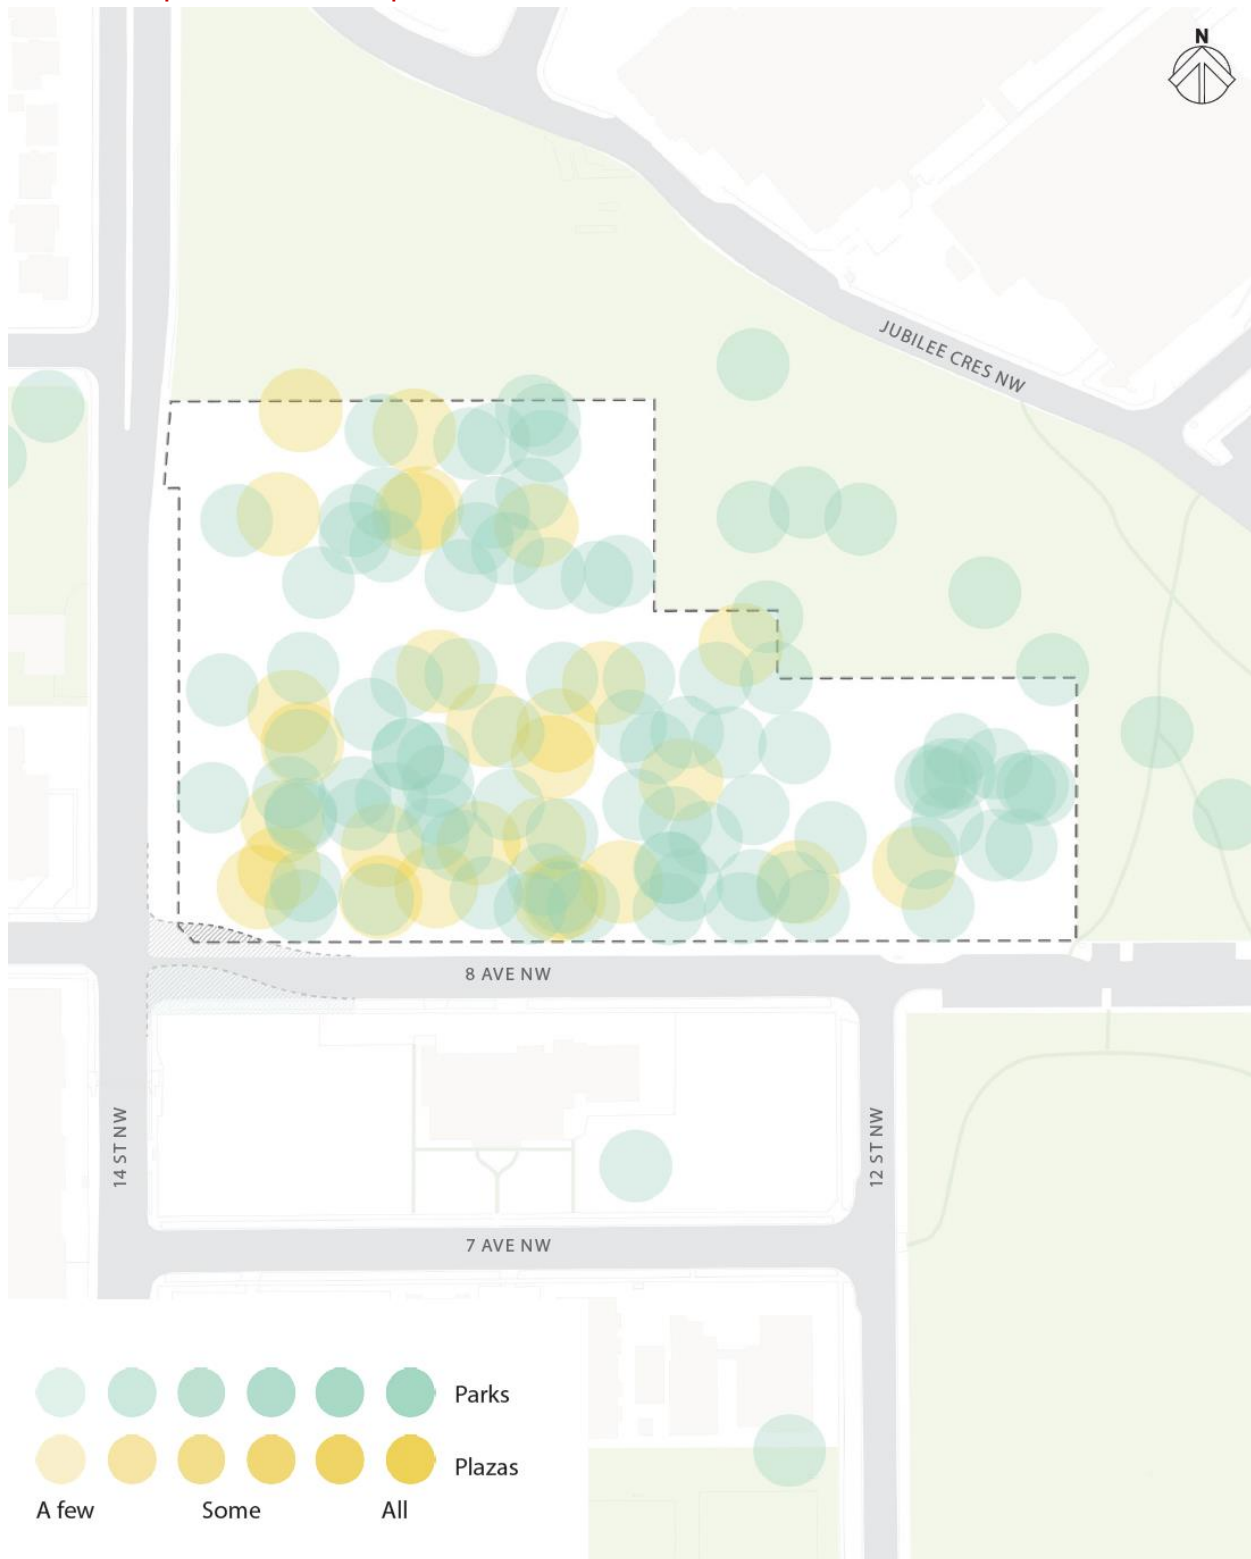 N
JUBILEE CRES NW
8 AVE NW
14 ST NW
12 ST NW
7 AVE NW
Parks
Plazas
A few Some All